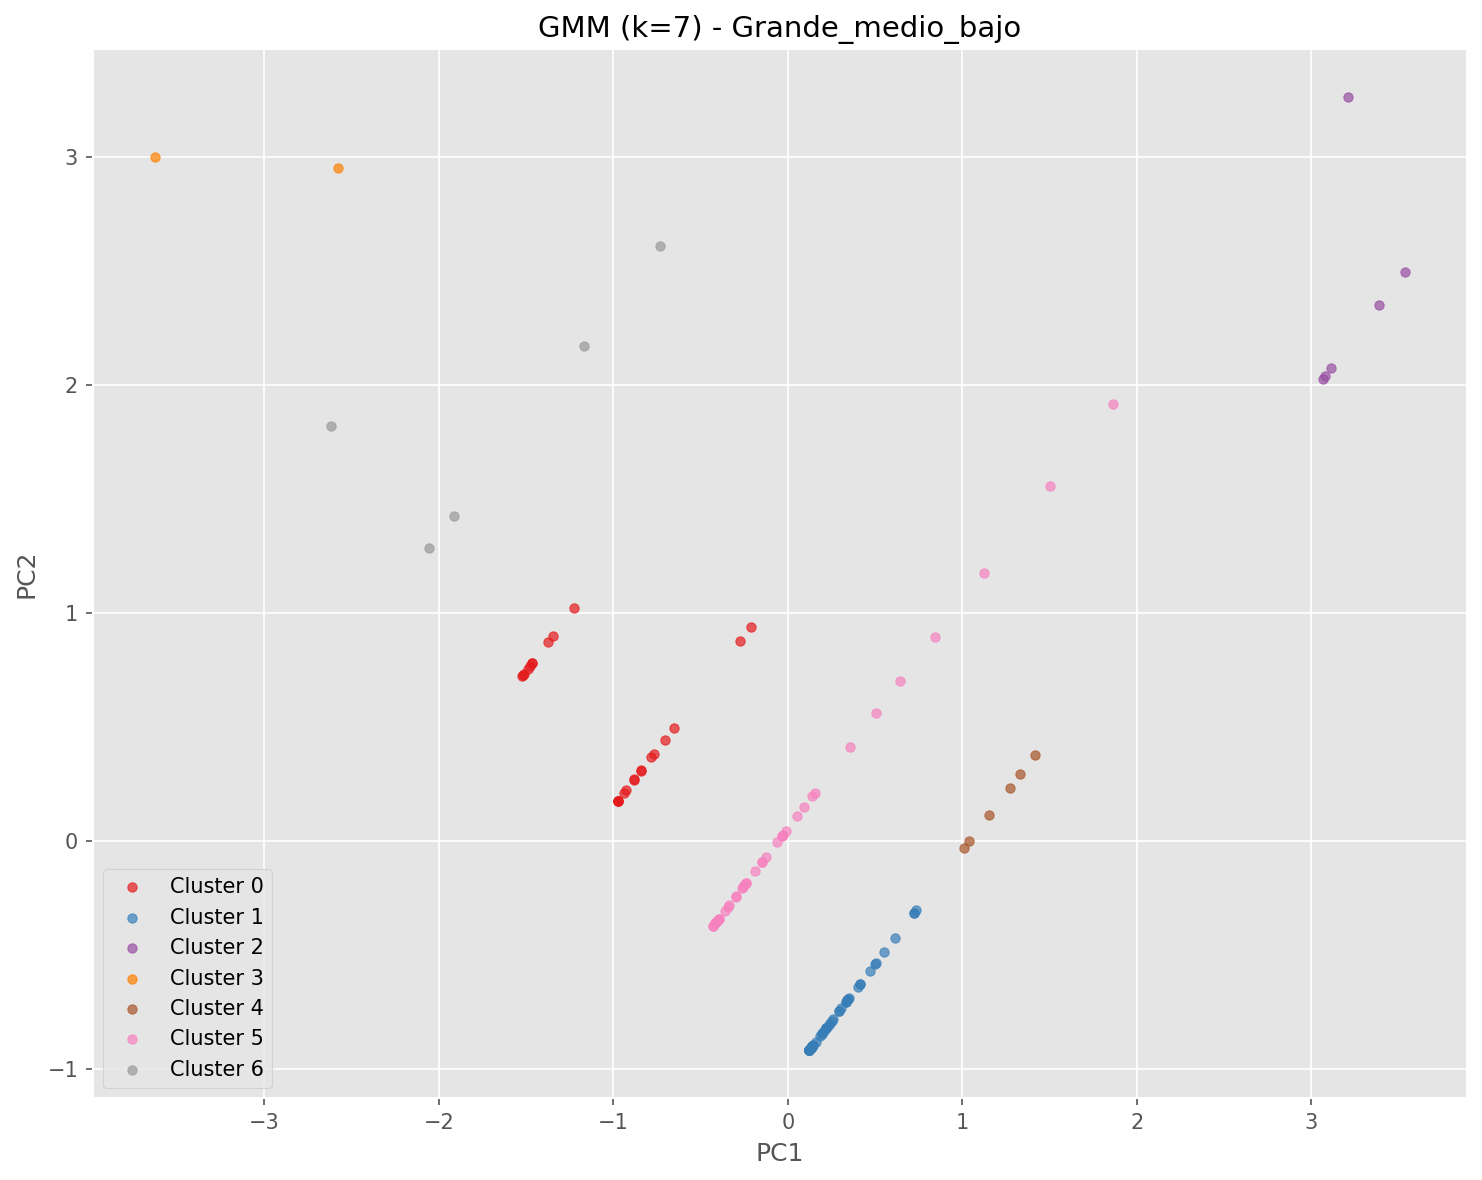 GMM (k=7) - Grande_medio_bajo
3
2
1
0
−1
PC2
Cluster 0
Cluster 1
Cluster 2
Cluster 3
Cluster 4
Cluster 5
Cluster 6
−3 −2 −1 0 1 2 3
PC1